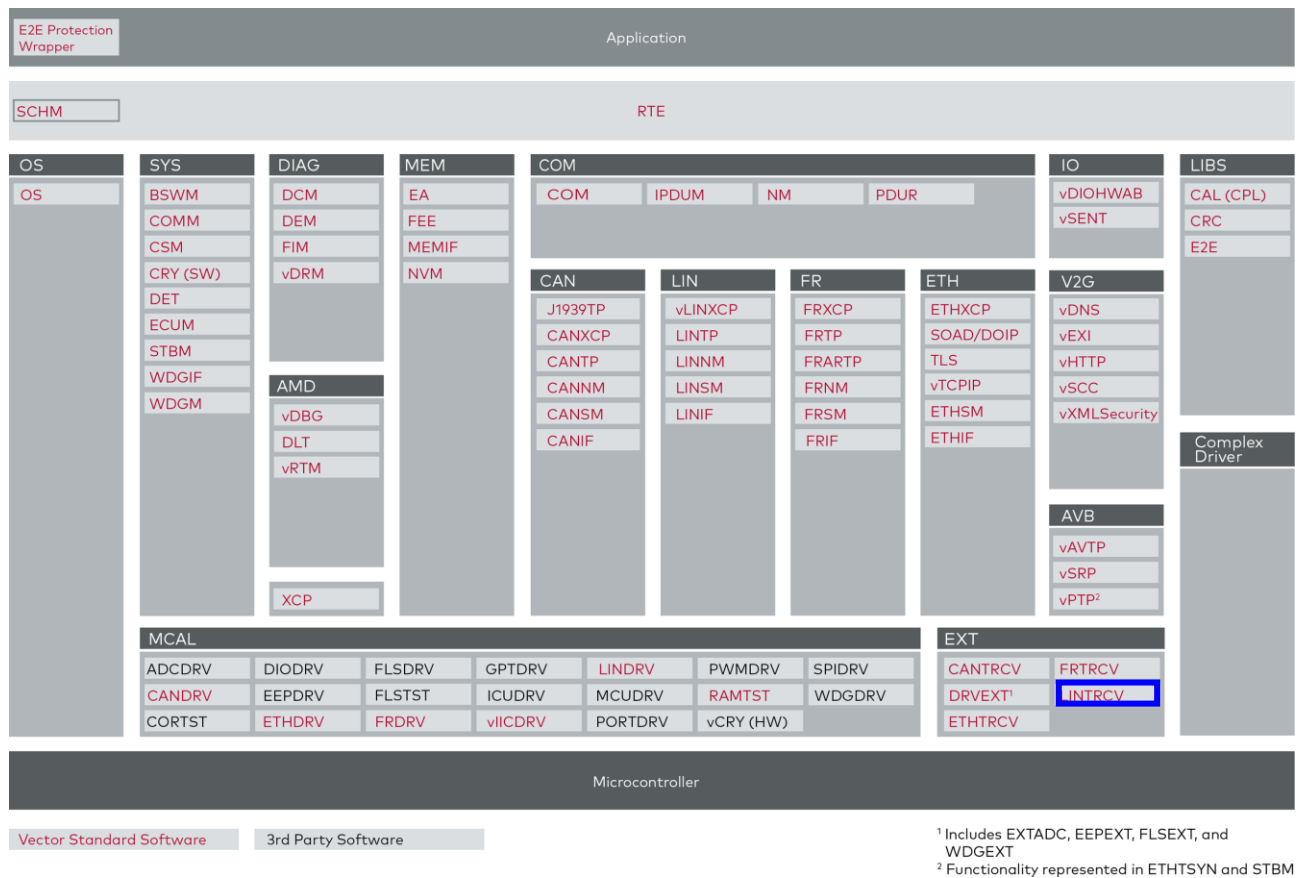 E2E Protection
Wrapper
Application
SCHM
RTE
OS
OS
SYS
BSWM
COMM
CSM
CRY (SW)
DET
ECUM
STBM
WDGIF
WDGM
DIAG
DCM
DEM
FIM
vDRM
AMD
vDBG
DLT
vRTM
XCP
MEM
EA
FEE
MEMIF
NVM
COM
COM IPDUM NM PDUR
CAN
J1939TP
CANXCP
CANTP
CANNM
CANSM
CANIF
LIN
vLINXCP
LINTP
LINNM
LINSM
LINIF
FR
FRXCP
FRTP
FRARTP
FRNM
FRSM
FRIF
ETH
ETHXCP
SOAD/DOIP
TLS
vTCPIP
ETHSM
ETHIF
IO
vDIOHWAB
vSENT
V2G
vDNS
vEXI
vHTTP
vSCC
vXMLSecurity
AVB
vAVTP
vSRP
vPTP²
LIBS
CAL (CPL)
CRC
E2E
Complex
Driver
MCAL
ADCDRV DIODRV FLSDRV GPTDRV LINDRV PWMDRV SPIDRV
CANDRV EEPDRV FLSTST ICUDRV MCUDRV RAMTST WDGDRV
CORTST ETHDRV FRDRV vIICDRV PORTDRV vCRY (HW)
EXT
CANTRCV FRTRCV
DRVEXT¹ LINTRCV
ETHTRCV
Microcontroller
Vector Standard Software
3rd Party Software
¹ Includes EXTADC, EEPEXT, FLSEXT, and
WDGEXT
² Functionality represented in ETHTSYN and STBM